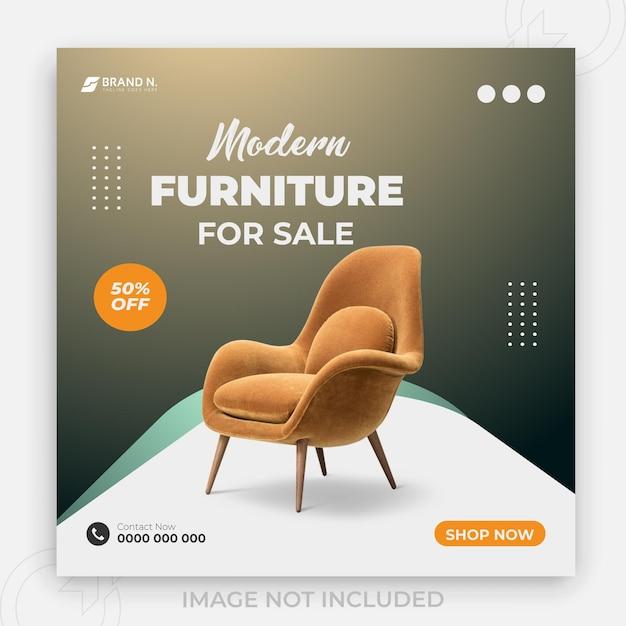 BRAND N.
TAGLINE GOES HERE
Modern
FURNITURE
FOR SALE
50%
OFF
Contact Now
0000 000 000
SHOP NOW
IMAGE NOT INCLUDED